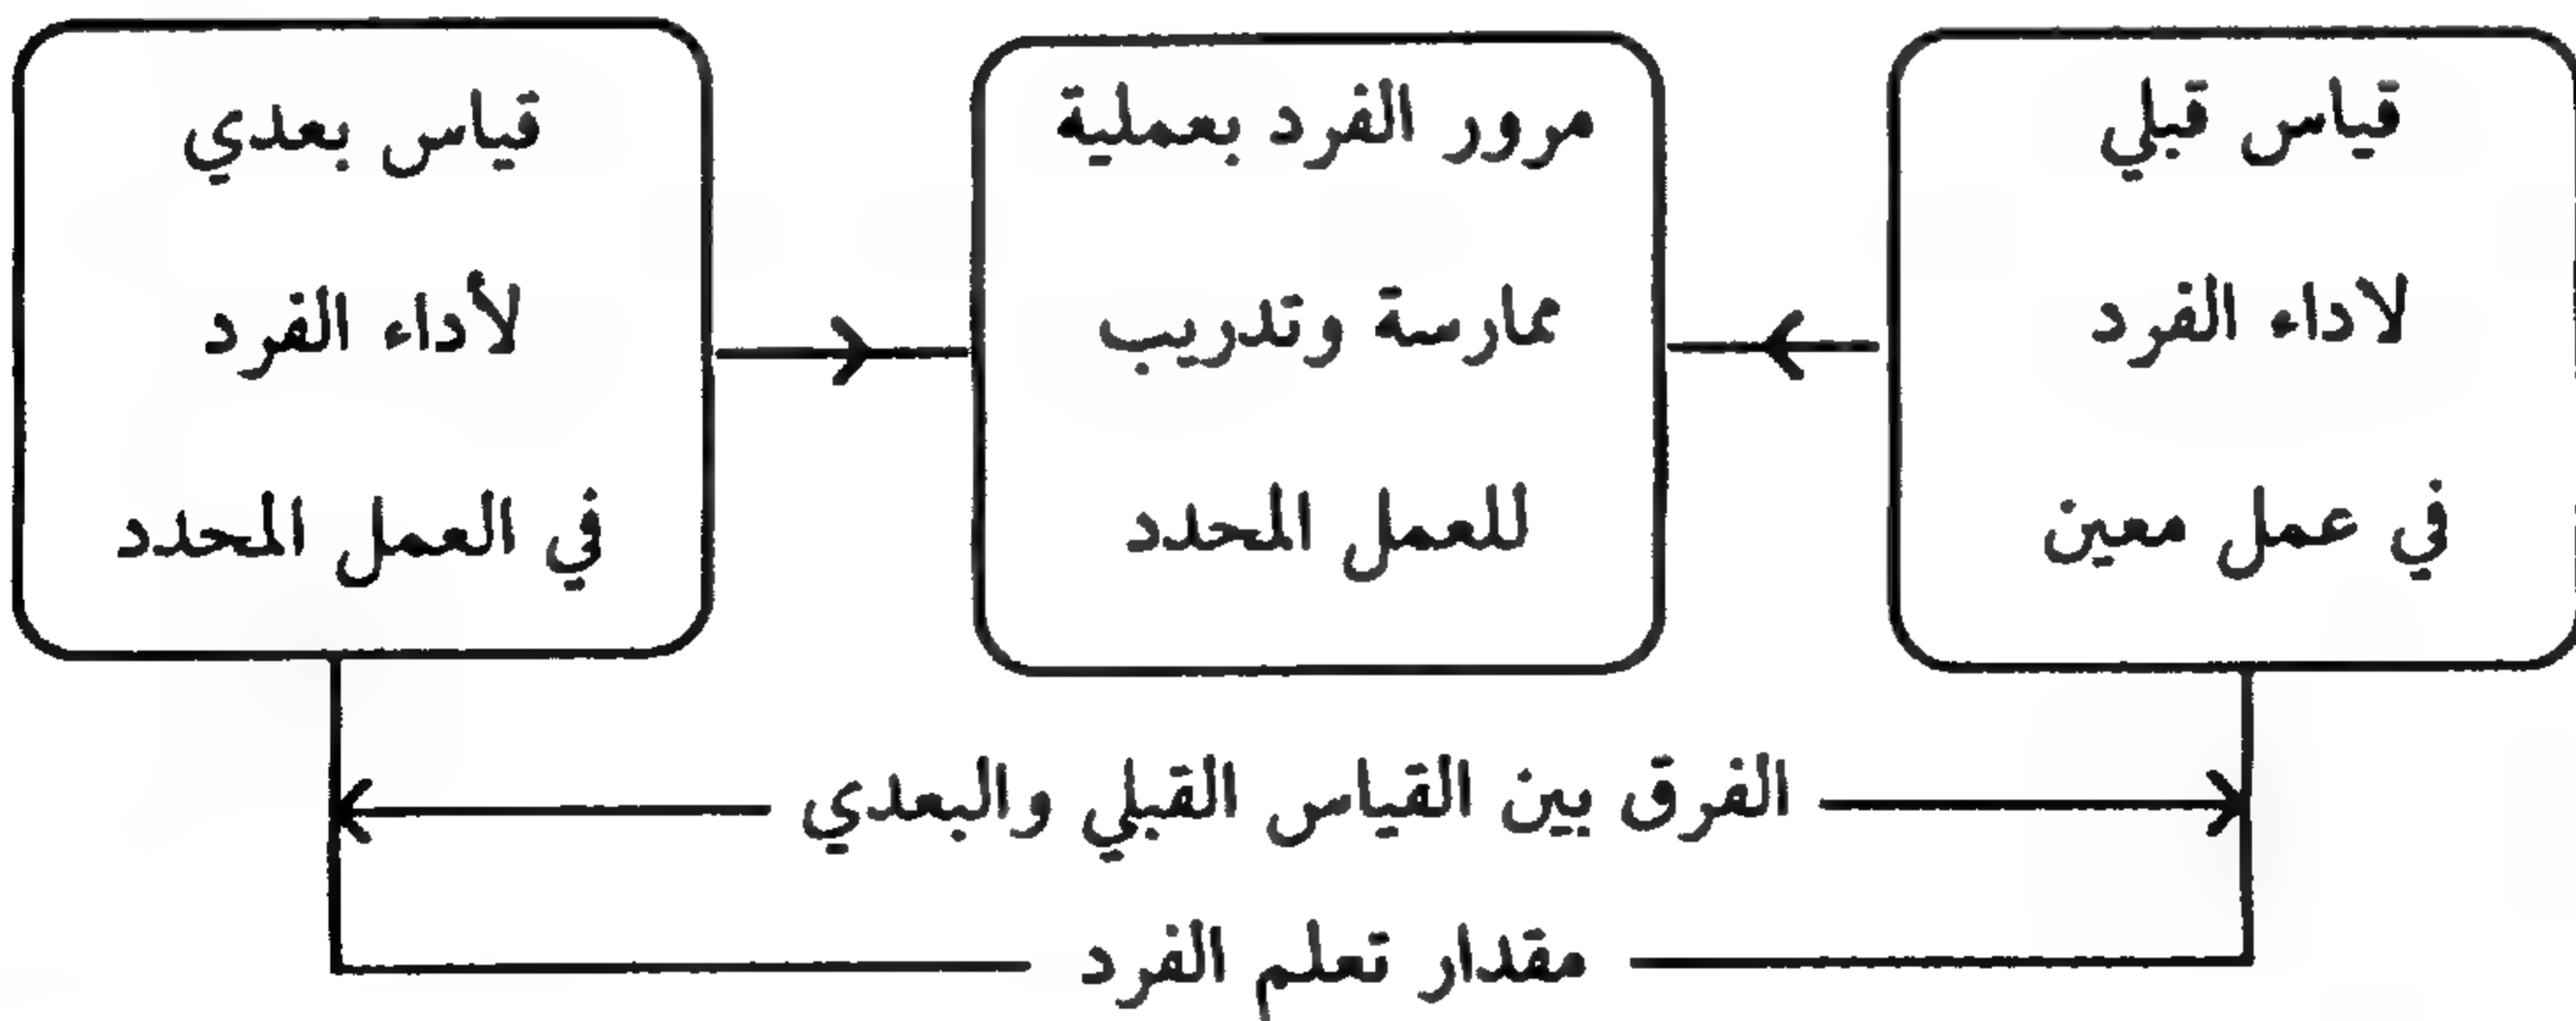 قياس قبلي
لاداء الفرد
في عمل معين
مرور الفرد بعملية
ممارسة وتدريب
للعمل المحدد
قياس بعدي
لأداء الفرد
في العمل المحدد
الفرق بين القياس القبلي والبعدي
مقدار تعلم الفرد